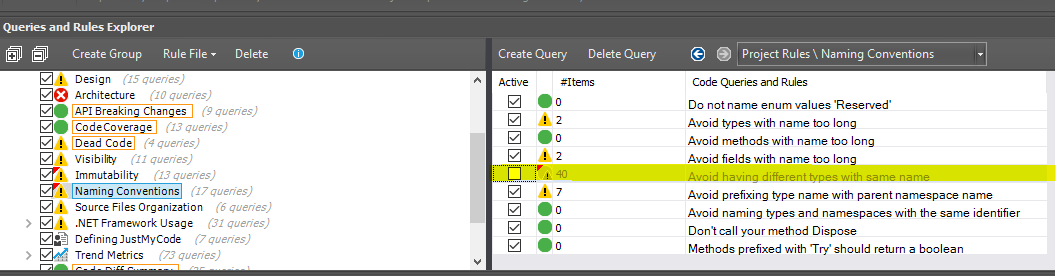 Queries and Rules Explorer
Create Group Rule File Delete
Design (15 queries)
Architecture (10 queries)
API Breaking Changes (9 queries)
Code Coverage (13 queries)
Dead Code (4 queries)
Visibility (11 queries)
Immutability (13 queries)
Naming Conventions (17 queries)
Source Files Organization (6 queries)
.NET Framework Usage (31 queries)
Defining JustMyCode (7 queries)
Trend Metrics (73 queries)
Create Query Delete Query Project Rules \ Naming Conventions
Active #Items Code Queries and Rules
0 Do not name enum values 'Reserved'
2 Avoid types with name too long
0 Avoid methods with name too long
2 Avoid fields with name too long
40 Avoid having different types with same name
7 Avoid prefixing type name with parent namespace name
0 Avoid naming types and namespaces with the same identifier
0 Don't call your method Dispose
0 Methods prefixed with 'Try' should return a boolean